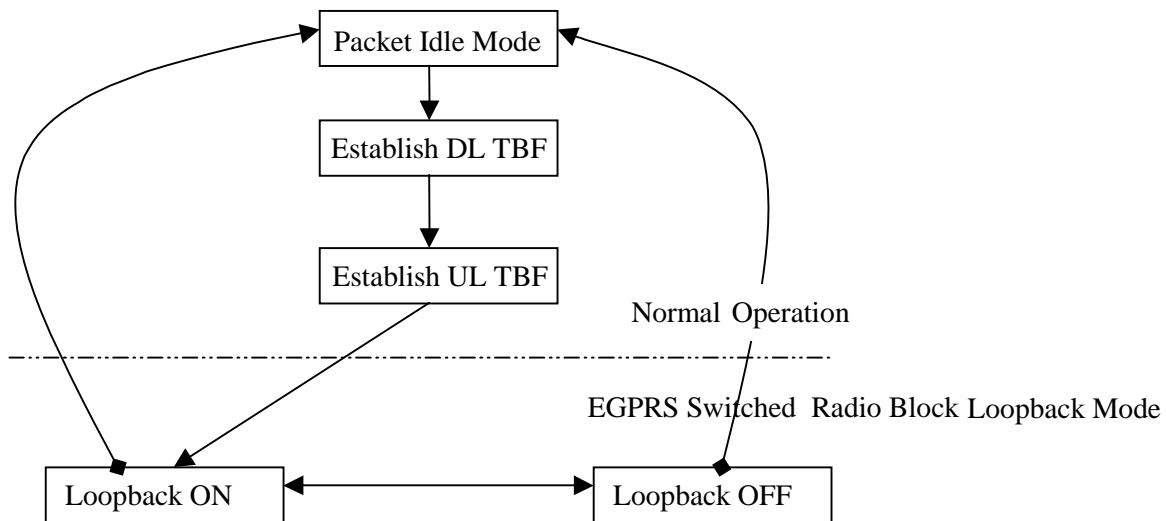 Packet Idle Mode
Establish DL TBF
Establish UL TBF
Normal Operation
EGPRS Switched Radio Block Loopback Mode
Loopback ON
Loopback OFF